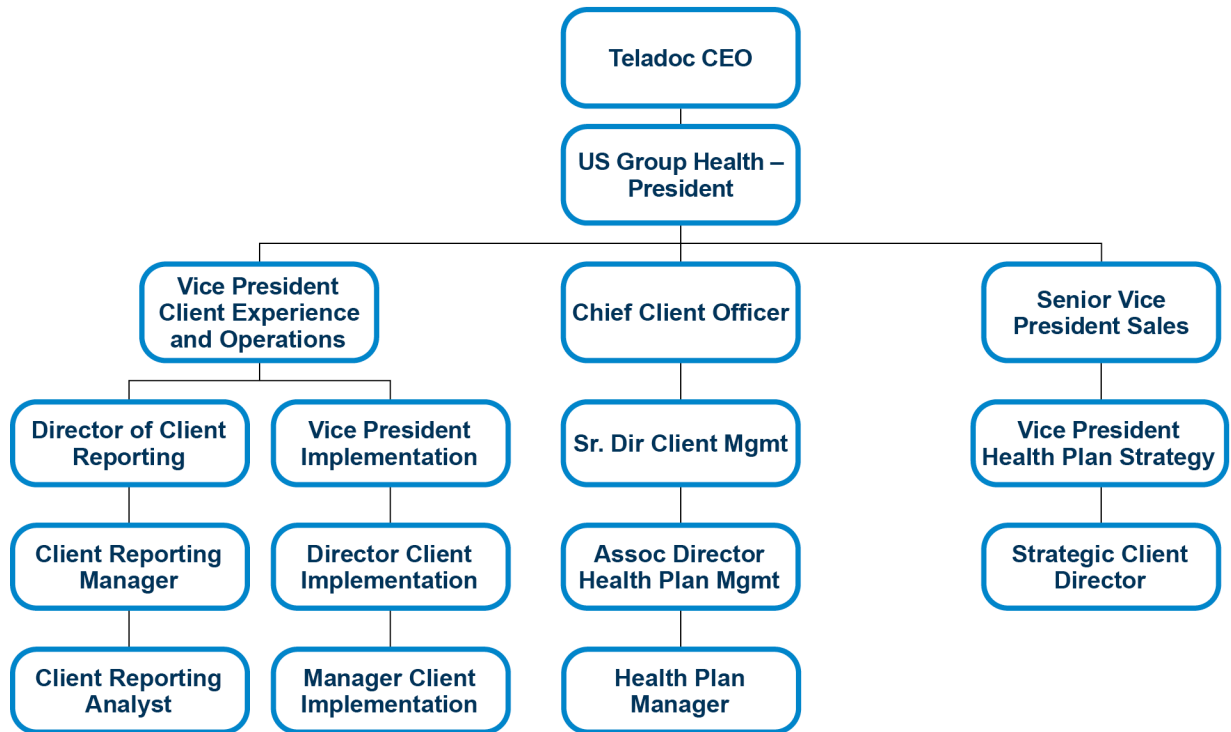 Teladoc CEO
US Group Health –
President
Vice President
Client Experience
and Operations
Chief Client Officer
Senior Vice
President Sales
Director of Client
Reporting
Vice President
Implementation
Sr. Dir Client Mgmt
Vice President
Health Plan Strategy
Client Reporting
Manager
Director Client
Implementation
Assoc Director
Health Plan Mgmt
Strategic Client
Director
Client Reporting
Analyst
Manager Client
Implementation
Health Plan
Manager